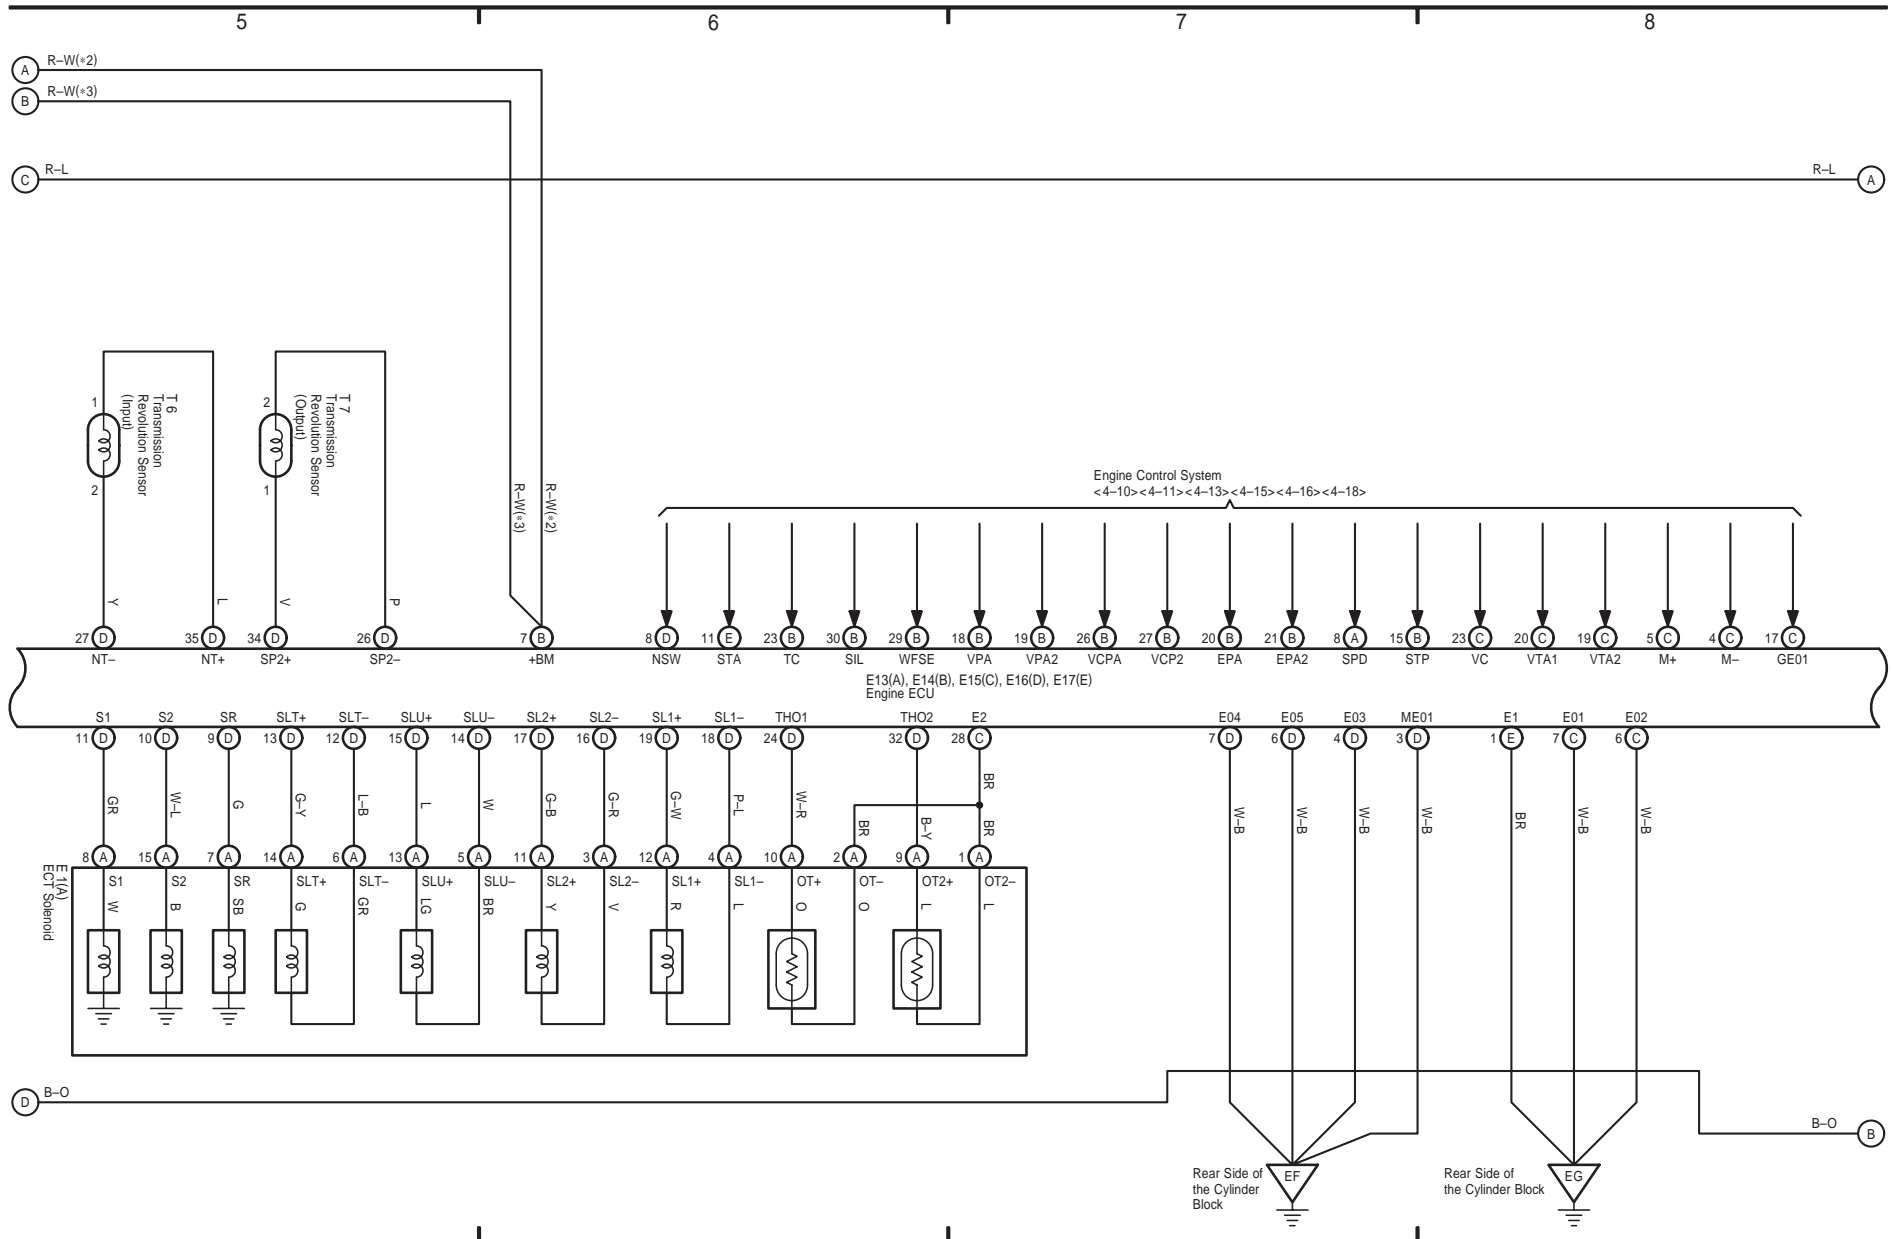 5 6 7 8
A R–W(*2)
B R–W(*3)
C R–L R–L A
1 2
T 6
Transmission
Revolution Sensor
(Input)
2 1
T 7
Transmission
Revolution Sensor
(Output)
R–W(*3) R–W(*2)
Engine Control System
<4–10><4–11><4–13><4–15><4–16><4–18>
Y L V P
27 D 35 D 34 D 26 D 7 B 8 D 11 E 23 B 30 B 29 B 18 B 19 B 26 B 27 B 20 B 21 B 8 A 15 B 23 C 20 C 19 C 5 C 4 C 17 C
NT– NT+ SP2+ SP2– +BM NSW STA TC SIL WFSE VPA VPA2 VCPA VCP2 EPA EPA2 SPD STP VC VTA1 VTA2 M+ M– GE01
E13(A), E14(B), E15(C), E16(D), E17(E)
Engine ECU
S1 S2 SR SLT+ SLT– SLU+ SLU– SL2+ SL2– SL1+ SL1– THO1 THO2 E2 E04 E05 E03 ME01 E1 E01 E02
11 D 10 D 9 D 13 D 12 D 15 D 14 D 17 D 16 D 19 D 18 D 24 D 32 D 28 C 7 D 6 D 4 D 3 D 1 E 7 C 6 C
BR
GR W–L G G–Y L–B L W G–B G–R G–W P–L W–R BR B–Y BR W–B W–B W–B W–B BR W–B W–B
8 A 15 A 7 A 14 A 6 A 13 A 5 A 11 A 3 A 12 A 4 A 10 A 2 A 9 A 1 A
E 1(A)
ECT Solenoid
S1 S2 SR SLT+ SLT– SLU+ SLU– SL2+ SL2– SL1+ SL1– OT+ OT– OT2+ OT2–
W B SB G GR LG BR Y V R L O O L L
D B–O B–O B
Rear Side of
the Cylinder
Block
EF
Rear Side of
the Cylinder Block
EG